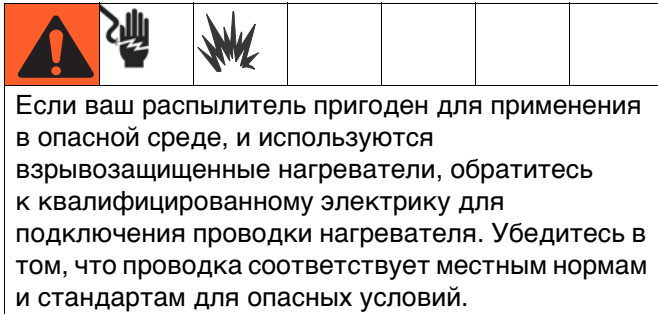 Если ваш распылитель пригоден для применения
в опасной среде, и используются
взрывозащищенные нагреватели, обратитесь
к квалифицированному электрику для
подключения проводки нагревателя. Убедитесь в
том, что проводка соответствует местным нормам
и стандартам для опасных условий.